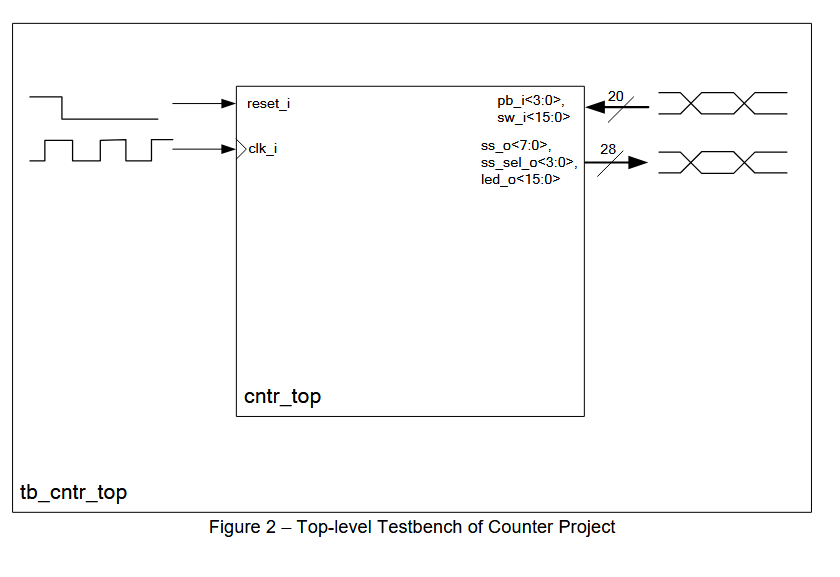 reset_i
clk_i
pb_i<3:0>,
sw_i<15:0>
20
ss_o<7:0>,
ss_sel_o<3:0>,
led_o<15:0>
28
cntr_top
tb_cntr_top
Figure 2 – Top-level Testbench of Counter Project